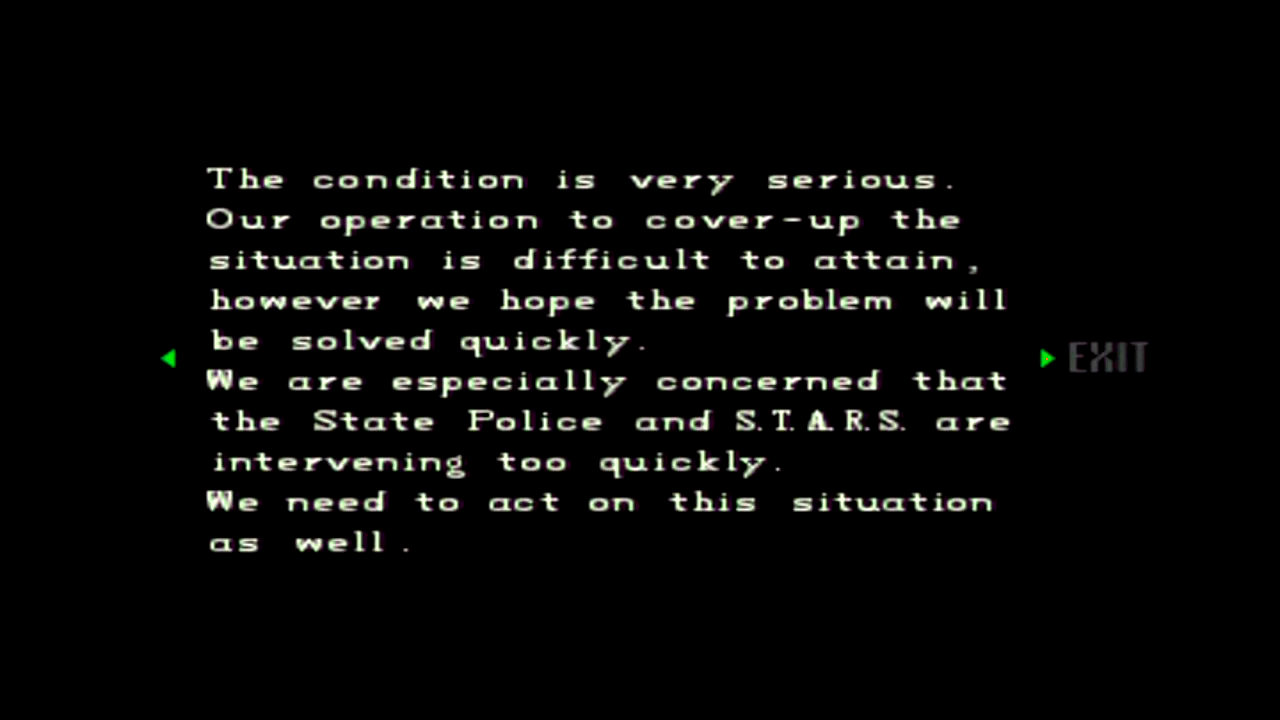 The condition is very serious.
Our operation to cover-up the
situation is difficult to attain,
however we hope the problem will
be solved quickly.
We are especially concerned that
the State Police and S.T.A.R.S. are
intervening too quickly.
We need to act on this situation
as well.
EXIT